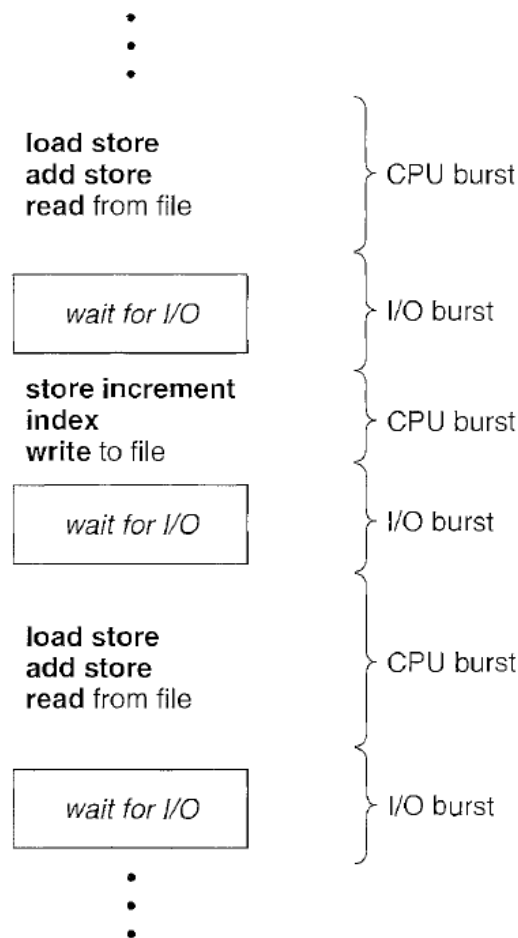 load store
add store
read from file
CPU burst
wait for I/O
I/O burst
store increment
index
write to file
CPU burst
wait for I/O
I/O burst
load store
add store
read from file
CPU burst
wait for I/O
I/O burst